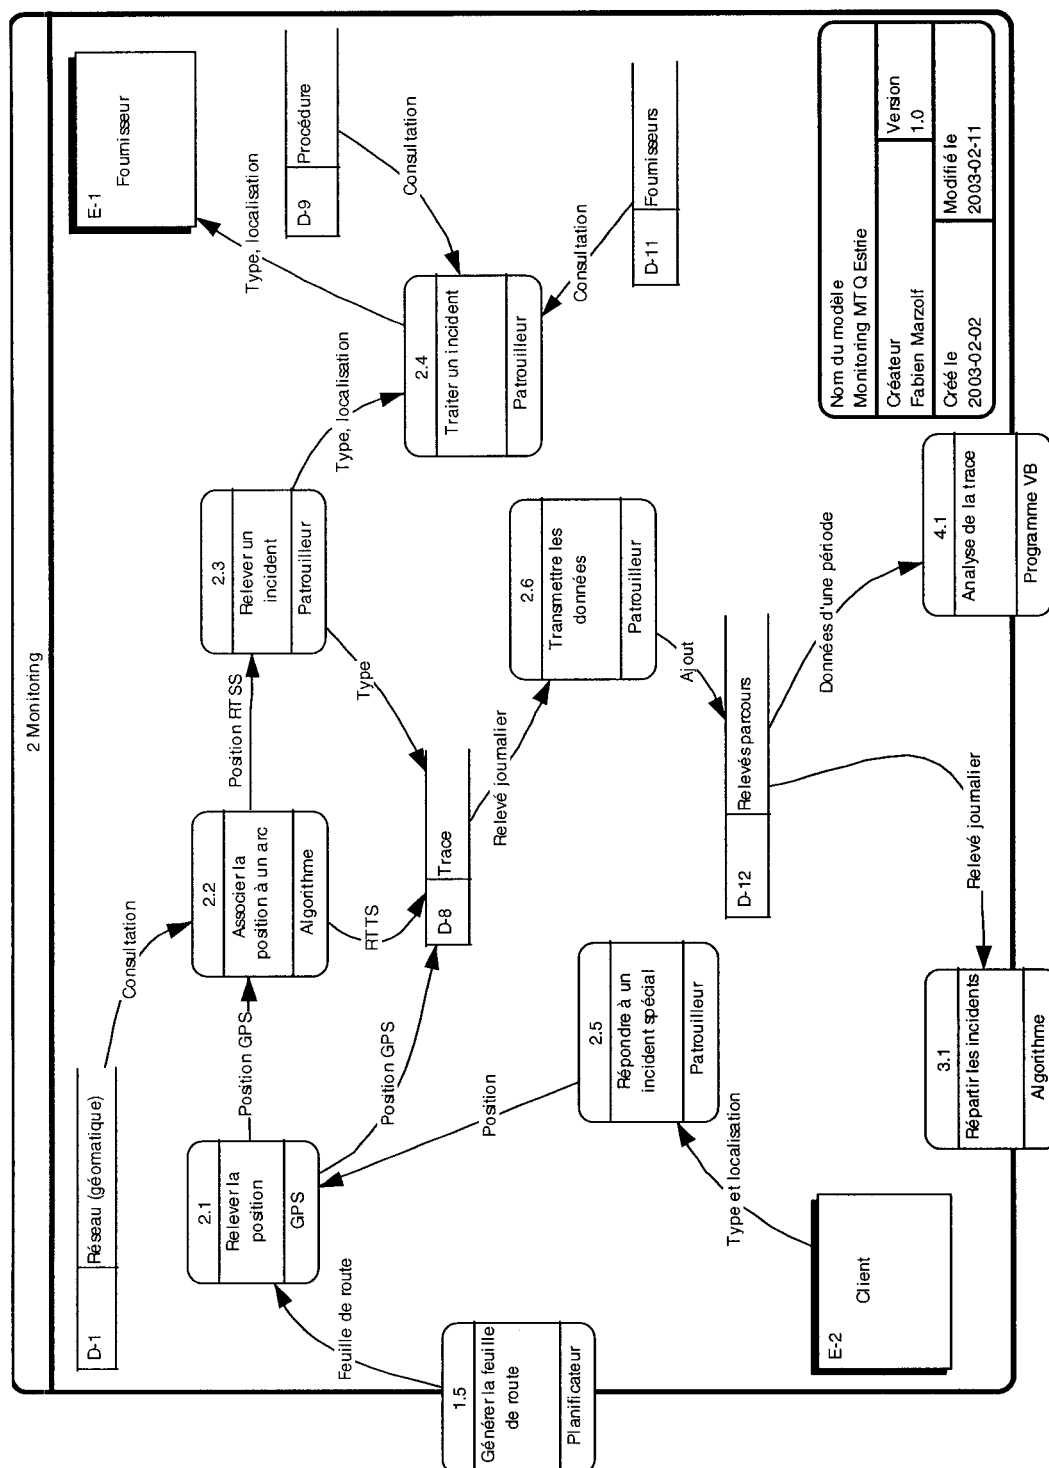 2 Monitoring
D-1
Réseau (géomatique)
Consultation
E-1
Fournisseur
Type, localisation
D-9
Procédure
Consultation
1.5
Générer la feuille
de route
Planificateur
Feuille de route
2.1
Relever la
position
GPS
Position GPS
2.2
Associer la
position à un arc
Algorithme
Position RTSS
2.3
Relever un
incident
Patrouilleur
Type, localisation
2.4
Traiter un incident
Patrouilleur
Consultation
D-11
Fournisseurs
Position GPS
RTTS
Type
D-8
Trace
Relevé journalier
Position
2.5
Répondre à un
incident spécial
Patrouilleur
2.6
Transmettre les
données
Patrouilleur
Ajout
Type et localisation
E-2
Client
D-12
Relevés parcours
Données d'une période
Relevé journalier
3.1
Répartir les incidents
Algorithme
4.1
Analyse de la trace
Programme VB
Nom du modèle
Monitoring MTQ Estrie
Créateur
Fabien Marzolf
Version
1.0
Créé le
2003-02-02
Modifié le
2003-02-11